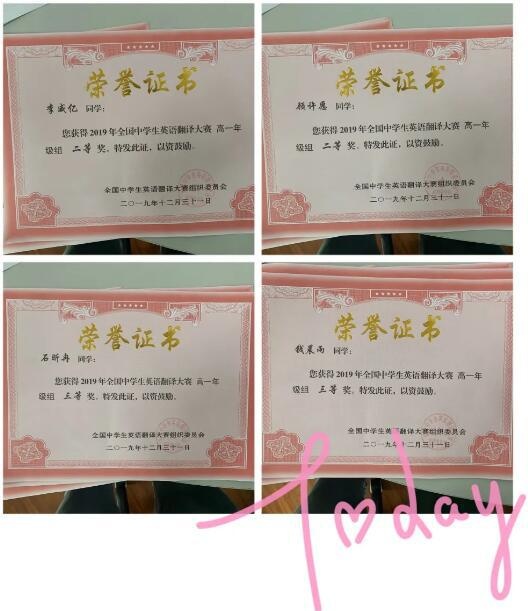 荣誉证书
李威亿 同学：
您获得2019年全国中学生英语翻译大赛 高一年
级组 二等 奖。特发此证，以资鼓励。
全国中学生英语翻译大赛组织委员会
二〇一九年十二月三十一日
荣誉证书
顾许愿 同学：
您获得2019年全国中学生英语翻译大赛 高一年
级组 二等 奖。特发此证，以资鼓励。
全国中学生英语翻译大赛组织委员会
二〇一九年十二月三十一日
荣誉证书
石昕冉 同学：
您获得2019年全国中学生英语翻译大赛 高一年
级组 三等 奖。特发此证，以资鼓励。
全国中学生英语翻译大赛组织委员会
二〇一九年十二月三十一日
荣誉证书
钱晨雨 同学：
您获得2019年全国中学生英语翻译大赛 高一年
级组 三等 奖。特发此证，以资鼓励。
全国中学生英语翻译大赛组织委员会
二〇一九年十二月三十一日
Today